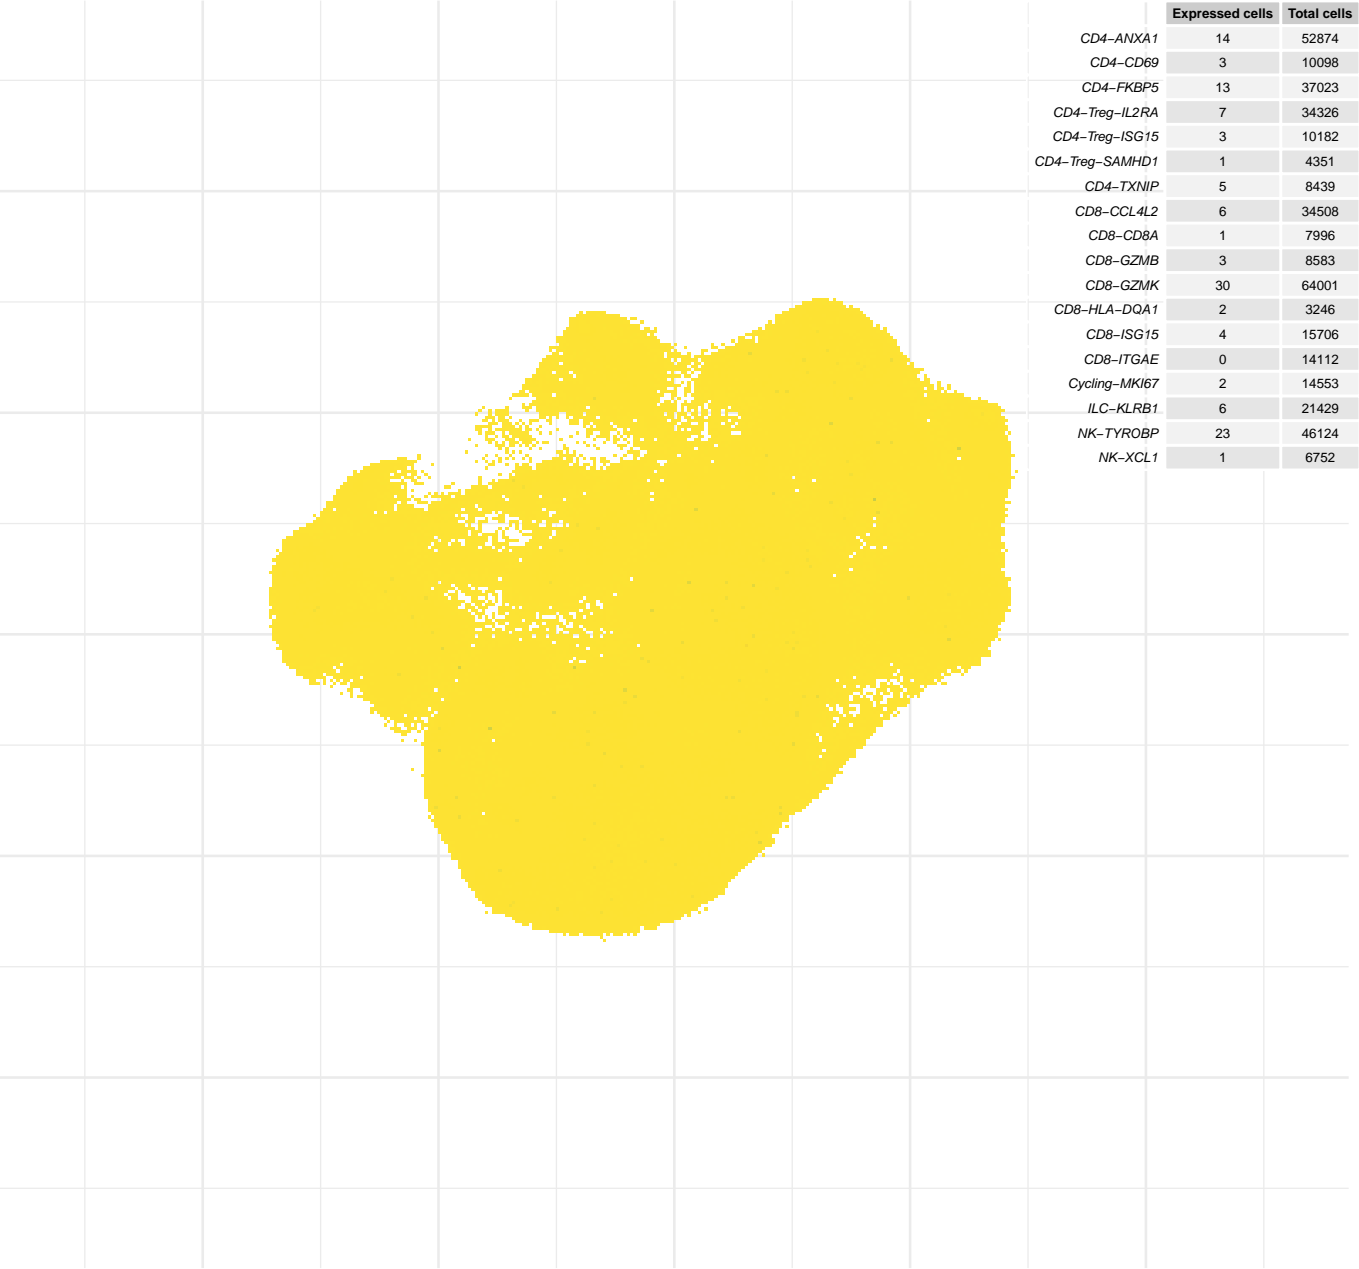 Expressed cells Total cells
CD4−ANXA1 14 52874
CD4−CD69 3 10098
CD4−FKBP5 13 37023
CD4−Treg−IL2RA 7 34326
CD4−Treg−ISG15 3 10182
CD4−Treg−SAMHD1 1 4351
CD4−TXNIP 5 8439
CD8−CCL4L2 6 34508
CD8−CD8A 1 7996
CD8−GZMB 3 8583
CD8−GZMK 30 64001
CD8−HLA−DQA1 2 3246
CD8−ISG15 4 15706
CD8−ITGAE 0 14112
Cycling−MKI67 2 14553
ILC−KLRB1 6 21429
NK−TYROBP 23 46124
NK−XCL1 1 6752